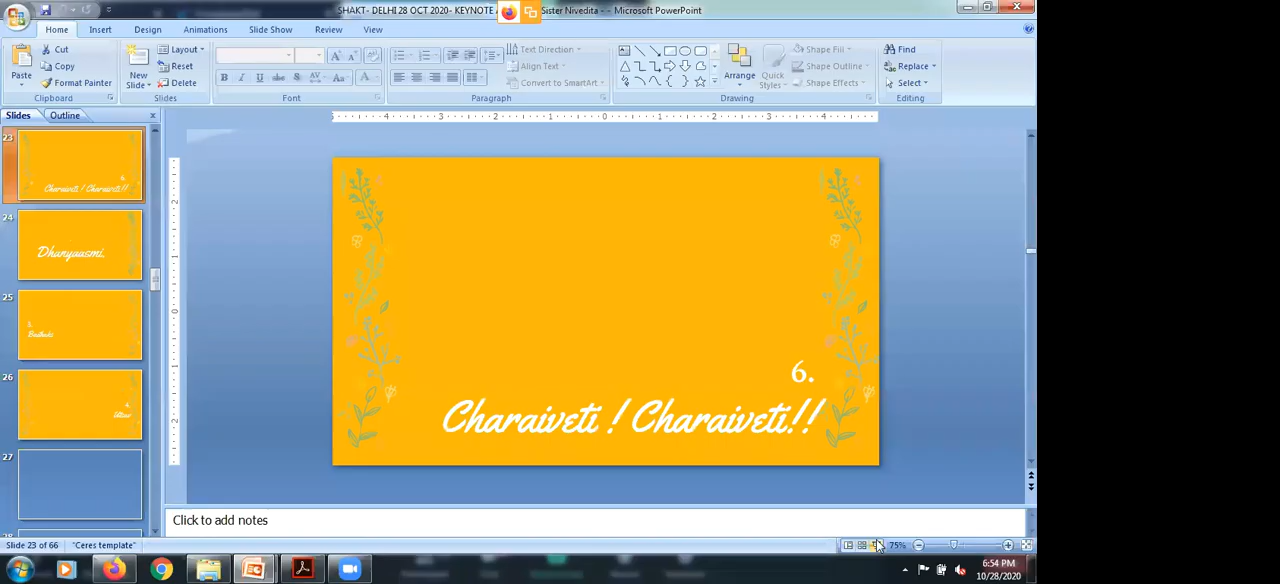 SHAKT- DELHI 28 OCT 2020- KEYNOTE
Sister Nivedita - - Microsoft PowerPoint
Home Insert Design Animations Slide Show Review View
Paste
Cut
Copy
Format Painter
Clipboard
New
Slide
Layout
Reset
Delete
Slides
Font
Text Direction
Align Text
Convert to SmartArt
Paragraph
Arrange
Quick
Styles
Shape Fill
Shape Outline
Shape Effects
Drawing
Find
Replace
Select
Editing
Slides Outline
23
6.
Charaiveti ! Charaiveti!!
24
Dhanyaasmi.
25
26
27
6.
Charaiveti ! Charaiveti!!
Click to add notes
Slide 23 of 66 "Ceres template" 75%
6:54 PM
10/28/2020